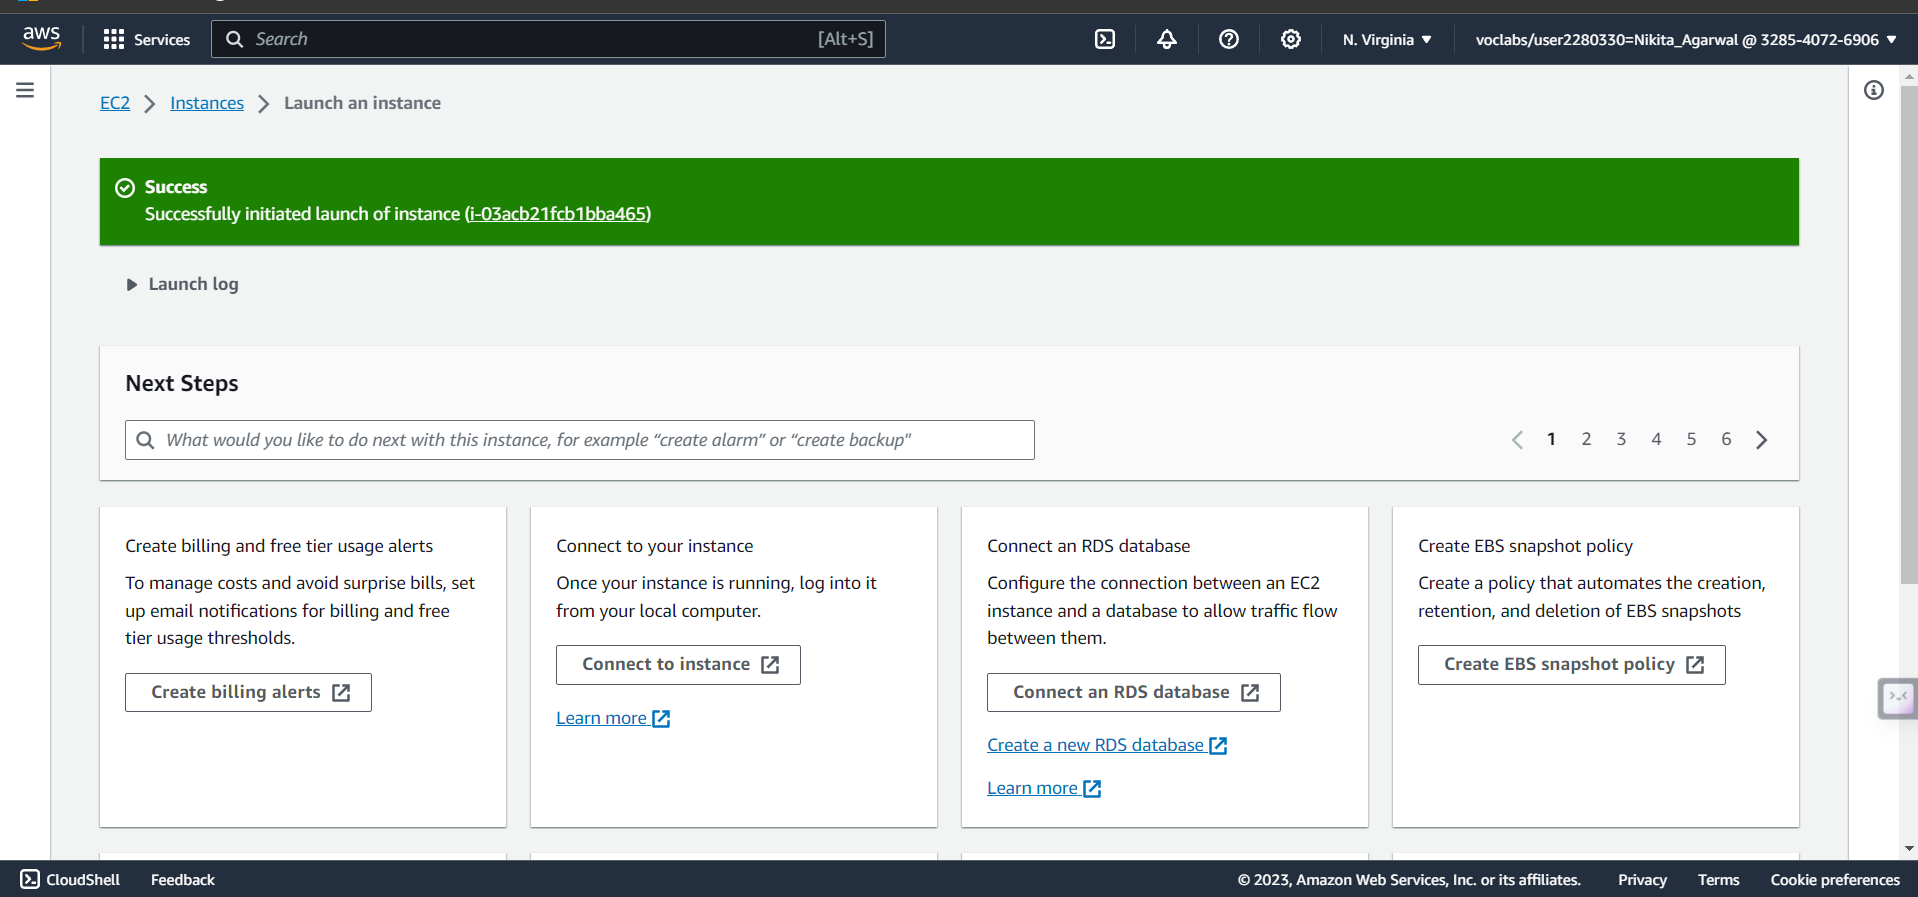 aws
Services
Search
[Alt+S]
N. Virginia
voclabs/user2280330=Nikita_Agarwal @ 3285-4072-6906
EC2
Instances
Launch an instance
Success
Successfully initiated launch of instance (i-03acb21fcb1bba465)
Launch log
Next Steps
What would you like to do next with this instance, for example “create alarm” or “create backup"
1 2 3 4 5 6
Create billing and free tier usage alerts
To manage costs and avoid surprise bills, set
up email notifications for billing and free
tier usage thresholds.
Create billing alerts
Connect to your instance
Once your instance is running, log into it
from your local computer.
Connect to instance
Learn more
Connect an RDS database
Configure the connection between an EC2
instance and a database to allow traffic flow
between them.
Connect an RDS database
Create a new RDS database
Learn more
Create EBS snapshot policy
Create a policy that automates the creation,
retention, and deletion of EBS snapshots
Create EBS snapshot policy
CloudShell
Feedback
© 2023, Amazon Web Services, Inc. or its affiliates.
Privacy
Terms
Cookie preferences